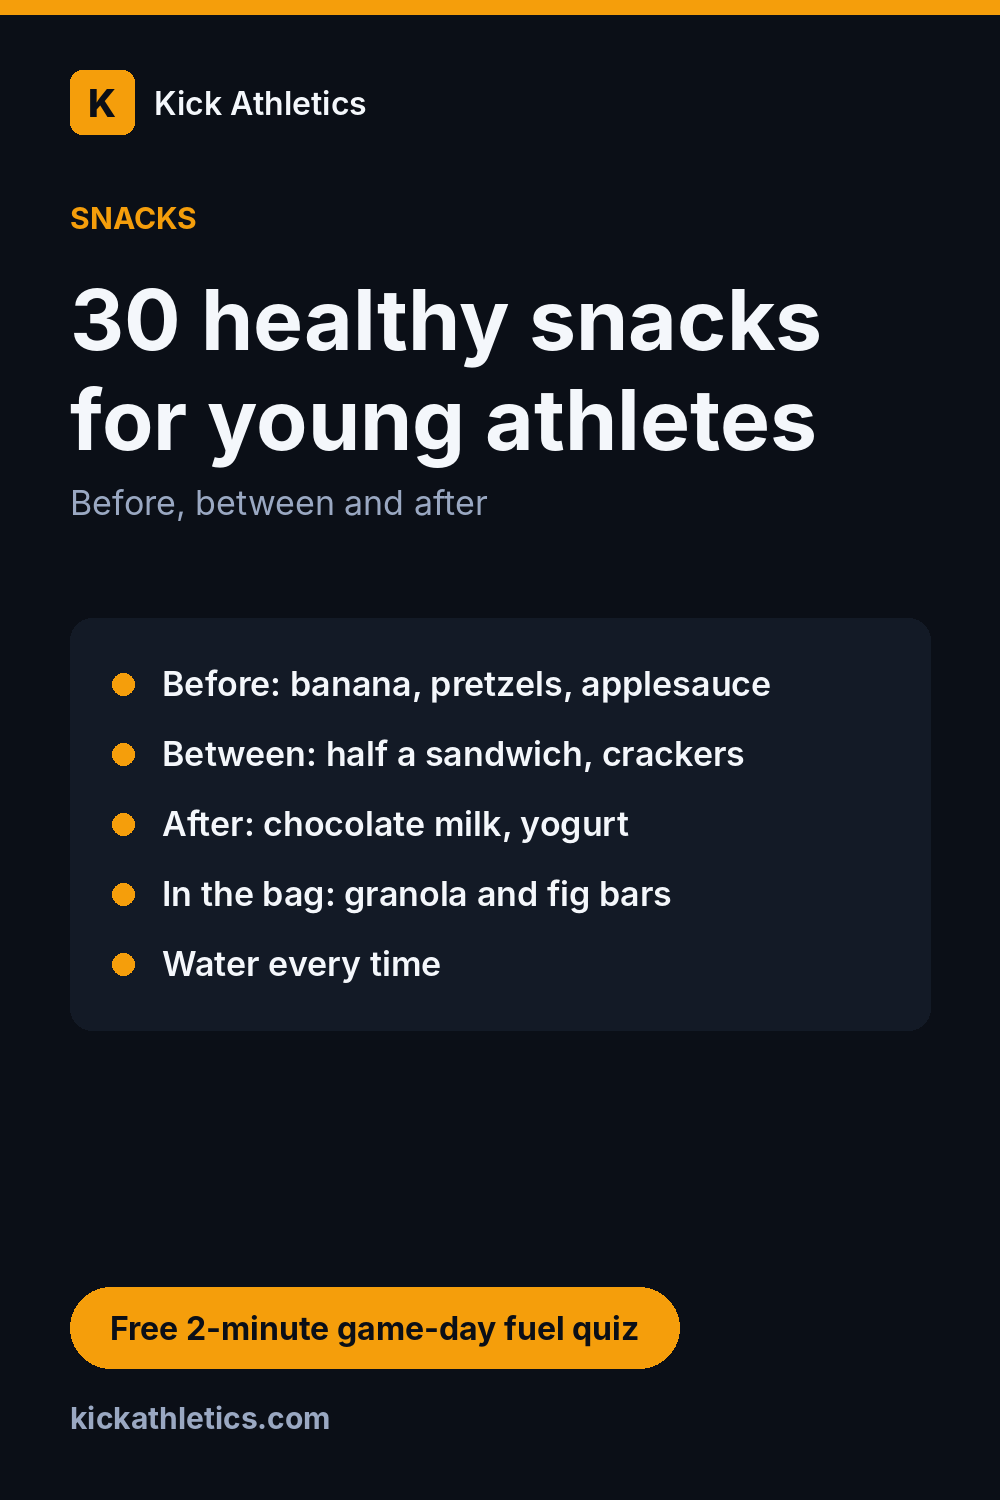 K
Kick Athletics
SNACKS
30 healthy snacks
for young athletes
Before, between and after
Before: banana, pretzels, applesauce
Between: half a sandwich, crackers
After: chocolate milk, yogurt
In the bag: granola and fig bars
Water every time
Free 2-minute game-day fuel quiz
kickathletics.com